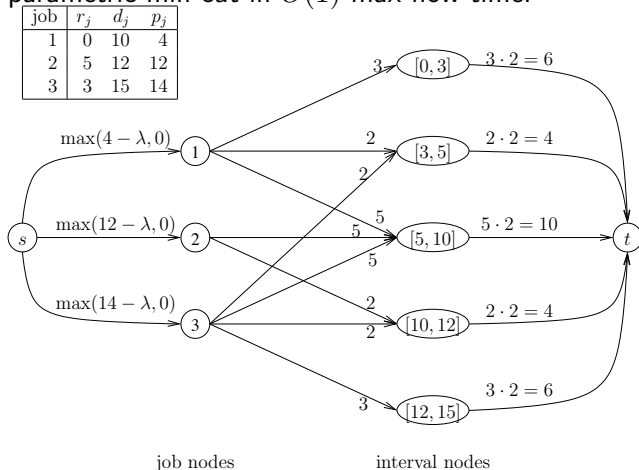 parametric min cut in O(1) max flow time.
job r_j d_j p_j
1 0 10 4
2 5 12 12
3 3 15 14
3
[0, 3]
3 · 2 = 6
max(4 − λ, 0)
1
2
2
[3, 5]
2 · 2 = 4
s
max(12 − λ, 0)
2
5
5
5
[5, 10]
5 · 2 = 10
t
max(14 − λ, 0)
3
2
2
[10, 12]
2 · 2 = 4
3
[12, 15]
3 · 2 = 6
job nodes
interval nodes